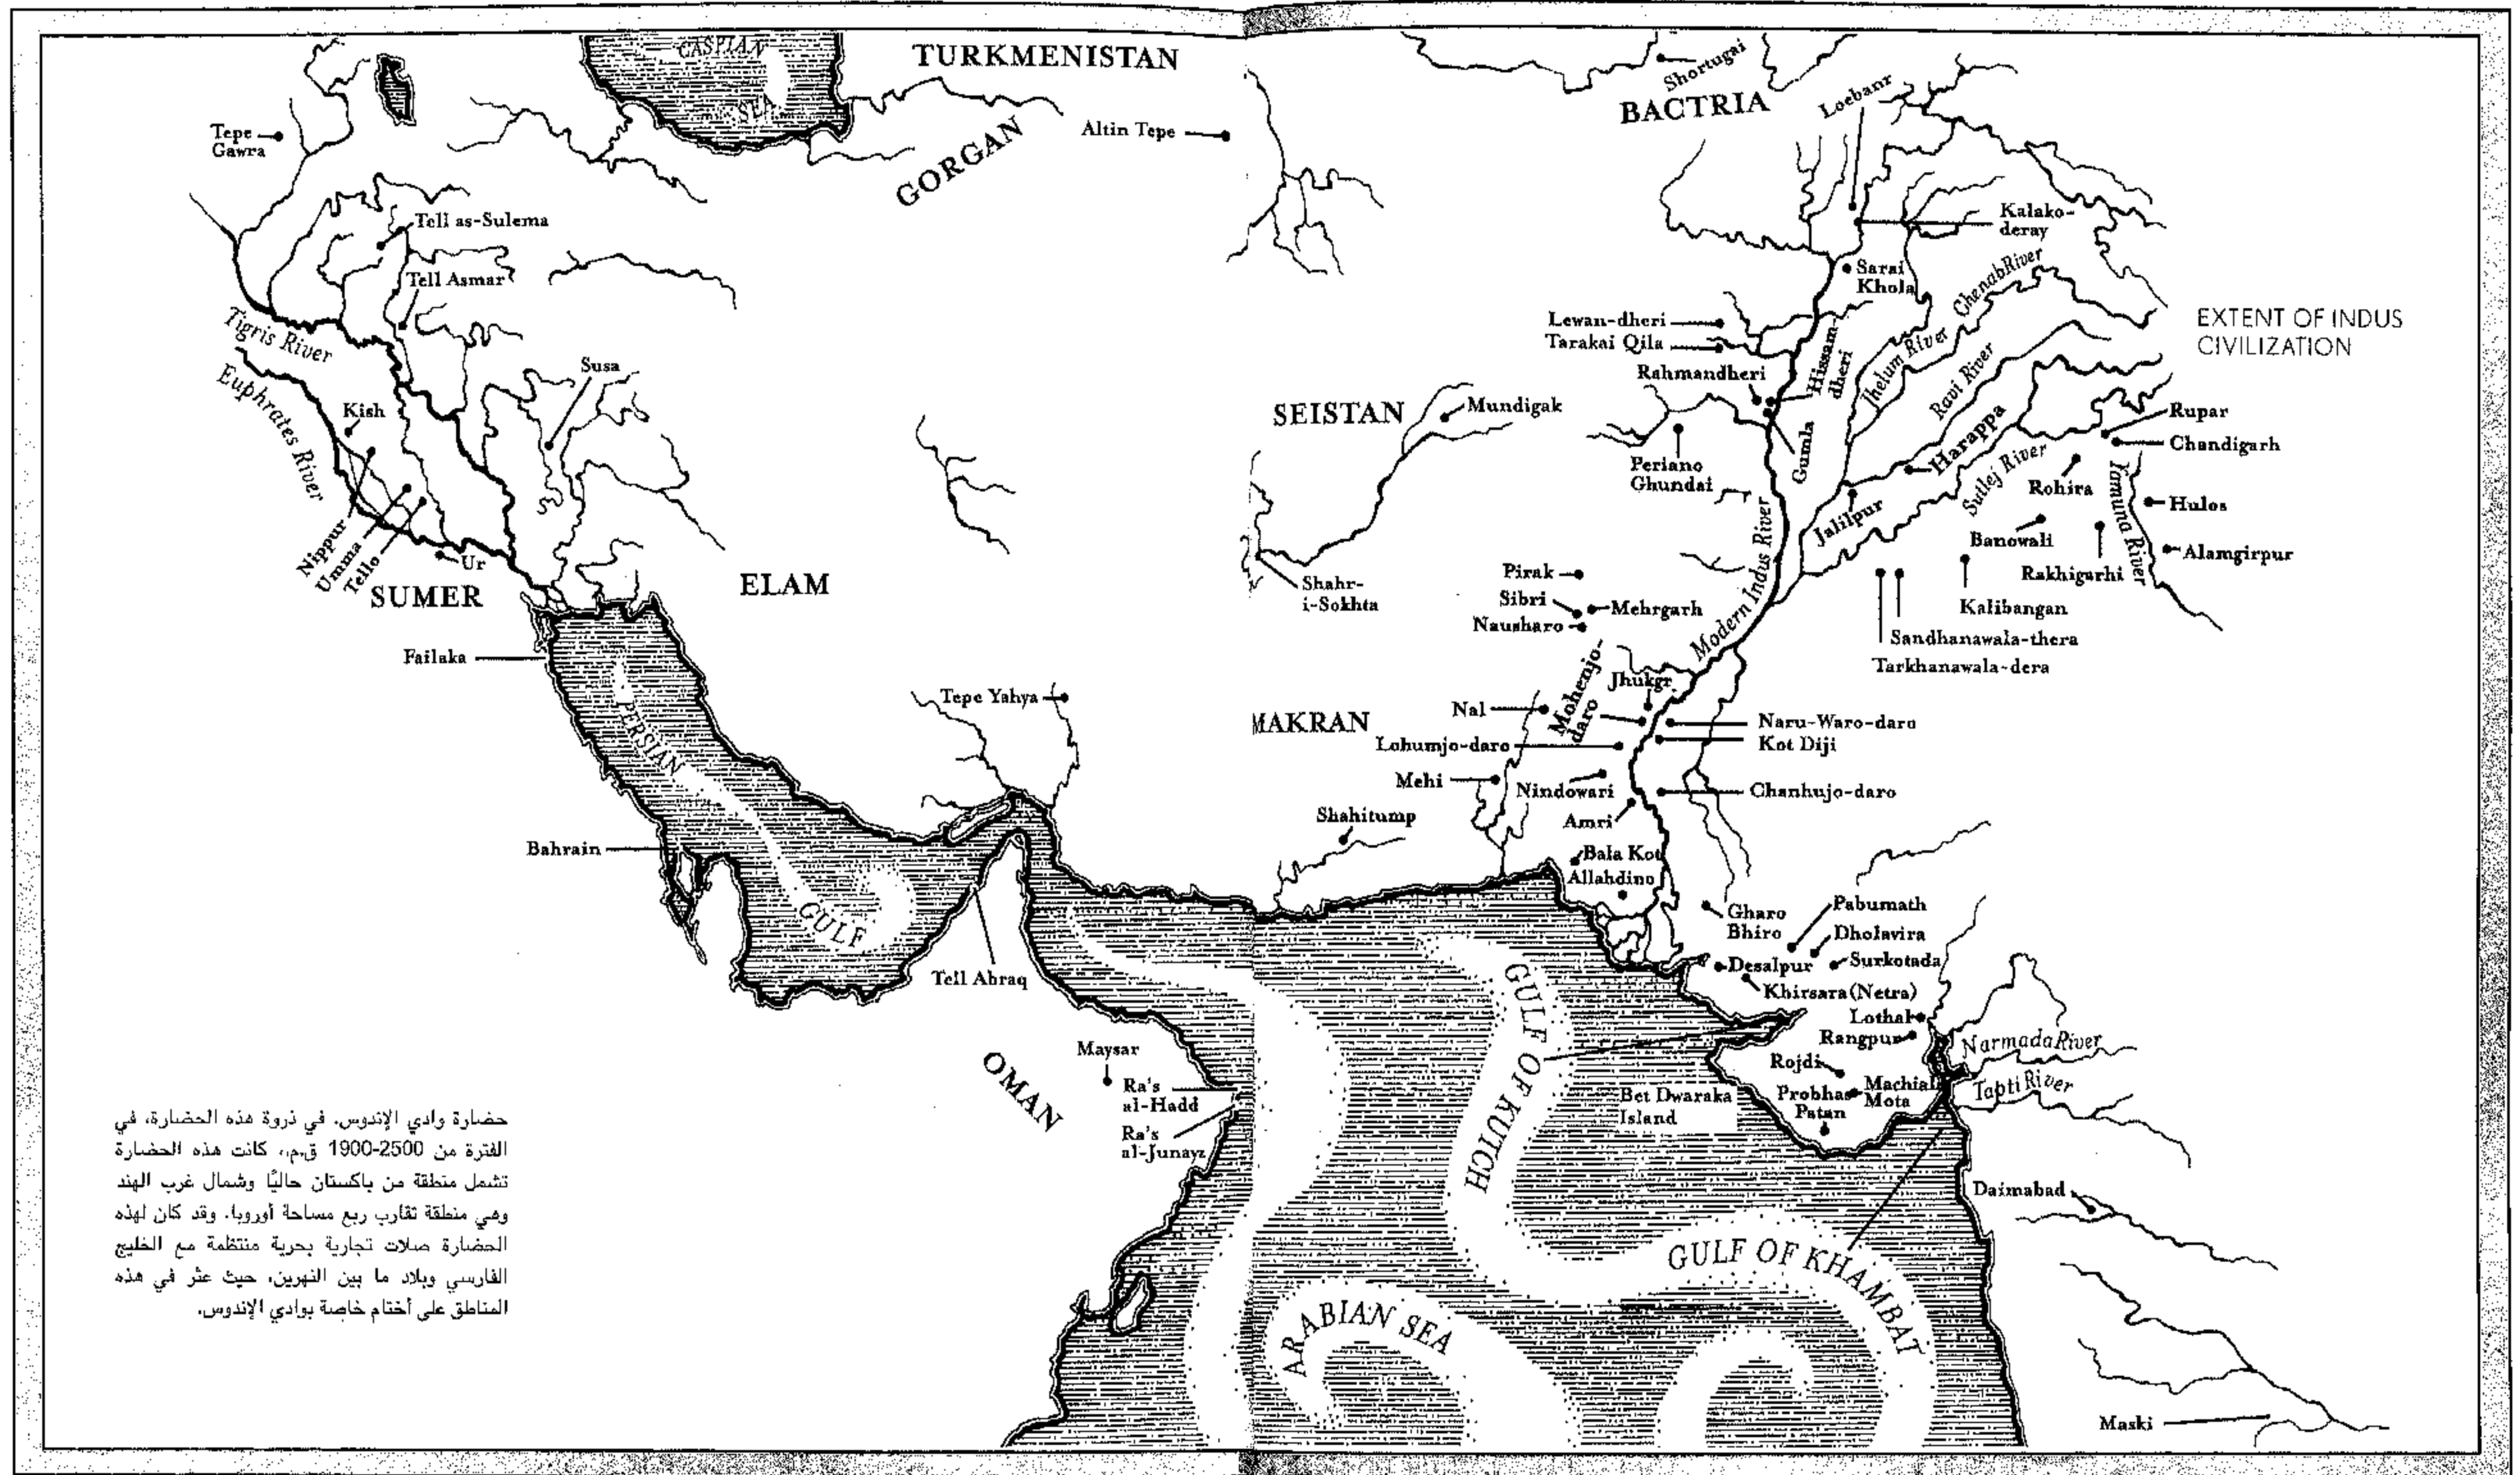 CASPIAN
SEA
TURKMENISTAN
GORGAN
Altin Tepe
Shortugai
BACTRIA
Loebanr
Tepe
Gawra
Tell as-Sulema
Tell Asmar
Kalako-
deray
Sarai
Khola
Chenab River
EXTENT OF INDUS
CIVILIZATION
Tigris River
Euphrates River
Susa
Kish
Lewan-dheri
Tarakai Qila
Rahmandheri
Hissam-
dheri
Jhelum River
Ravi River
SEISTAN
Mundigak
Harappa
Rupar
Chandigarh
Periano
Ghundai
Gumla
Sutlej River
Rohira
Yamuna River
Hulos
Jalilpur
Banowali
Alamgirpur
Rakhigarhi
Kalibangan
Sandhanawala-thera
Tarkhanawala-dera
Modern Indus River
Nippur
Umma
Tello
Ur
SUMER
ELAM
Shahr-
i-Sokhta
Pirak
Sibri
Mehrgarh
Nausharo
Failaka
PERSIAN
GULF
Tepe Yahya
Mohenjo-
daro
Jhukgr
Nal
MAKRAN
Naru-Waro-daro
Kot Diji
Lohumjo-daro
Mehi
Nindowari
Chanhujo-daro
Amri
Shahitump
Bahrain
Bala Kot
Allahdino
Gharo
Bhiro
Pabumath
Dholavira
Desalpur
Surkotada
Khirsara(Netra)
Tell Abraq
Lothal
Rangpur
Narmada River
Rojdi
Tapti River
Machiala
Mota
Probhas
Patan
Bet Dwaraka
Island
GULF OF KUTCH
Maysar
OMAN
Ra's
al-Hadd
Ra's
al-Junayz
Daimabad
GULF OF KHAMBAT
ARABIAN SEA
Maski
حضارة وادي الإندوس. في ذروة هذه الحضارة، في
الفترة من 2500-1900 ق.م.، كانت هذه الحضارة
تشمل منطقة من باكستان حاليًا وشمال غرب الهند
وهي منطقة تقارب ربع مساحة أوروبا. وقد كان لهذه
الحضارة صلات تجارية بحرية منتظمة مع الخليج
الفارسي وبلاد ما بين النهرين، حيث عثر في هذه
المناطق على أختام خاصة بوادي الإندوس.